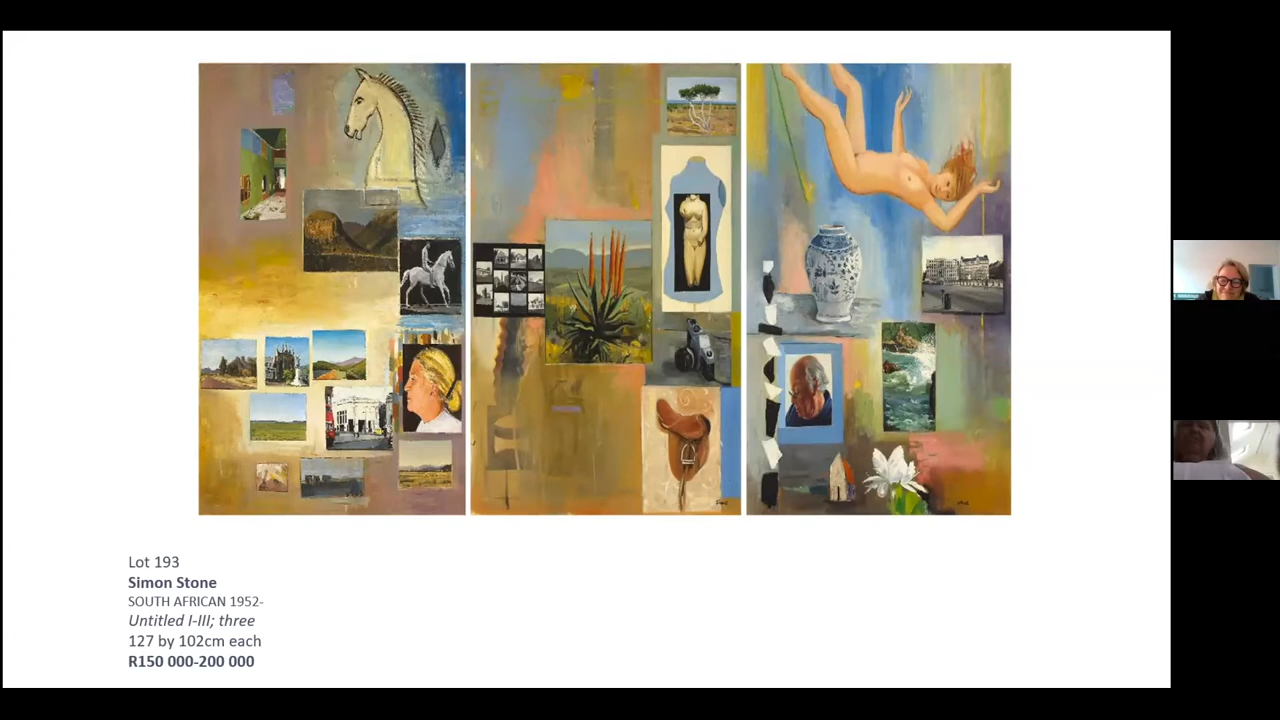 Lot 193
Simon Stone
SOUTH AFRICAN 1952-
Untitled I-III; three
127 by 102cm each
R150 000-200 000